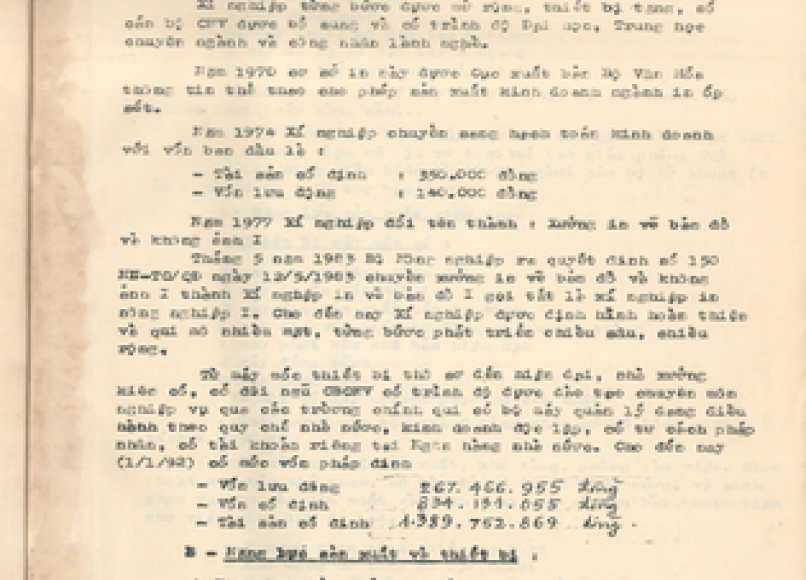 Xí nghiệp từng bước được mở rộng, thiết bị tăng, số
cán bộ CNV được bổ sung và có trình độ Đại học, Trung học
chuyên ngành và công nhân lành nghề.
Năm 1970 cơ sở in này được Cục xuất bản Bộ Văn Hóa
thông tin thể theo cho phép sản xuất kinh doanh ngành in ốp
sét.
Năm 1974 Xí nghiệp chuyển sang hạch toán kinh doanh
với vốn ban đầu là :
- Tài sản cố định : 350.000 đồng
- Vốn lưu động : 140.000 đồng
Năm 1977 Xí nghiệp đổi tên thành : Xưởng in vẽ bản đồ
và không ảnh I
Tháng 5 năm 1983 Bộ Nông nghiệp ra quyết định số 150
NN-TC/QĐ ngày 12/5/1983 chuyển xưởng in vẽ bản đồ và không
ảnh I thành Xí nghiệp in vẽ bản đồ I gọi tắt là xí nghiệp in
nông nghiệp I. Cho đến nay Xí nghiệp được định hình hoàn thiện
về qui mô nhiều mặt, từng bước phát triển chiều sâu, chiều
rộng.
Từ máy móc thiết bị thô sơ đến hiện đại, nhà xưởng
kiên cố, có đội ngũ CBCNV có trình độ được đào tạo chuyên môn
nghiệp vụ qua các trường chính qui có bộ máy quản lý đang điều
hành theo quy chế nhà nước, kinh doanh độc lập, có tư cách pháp
nhân, có tài khoản riêng tại Ngân hàng nhà nước. Cho đến nay
(1/1/92) có mức vốn pháp định
- Vốn lưu động 267.466.955 đồng
- Vốn cố định 834.134.055 đồng
- Tài sản cố định 1.389.752.869 đồng.
B - Năng lực sản xuất và thiết bị :